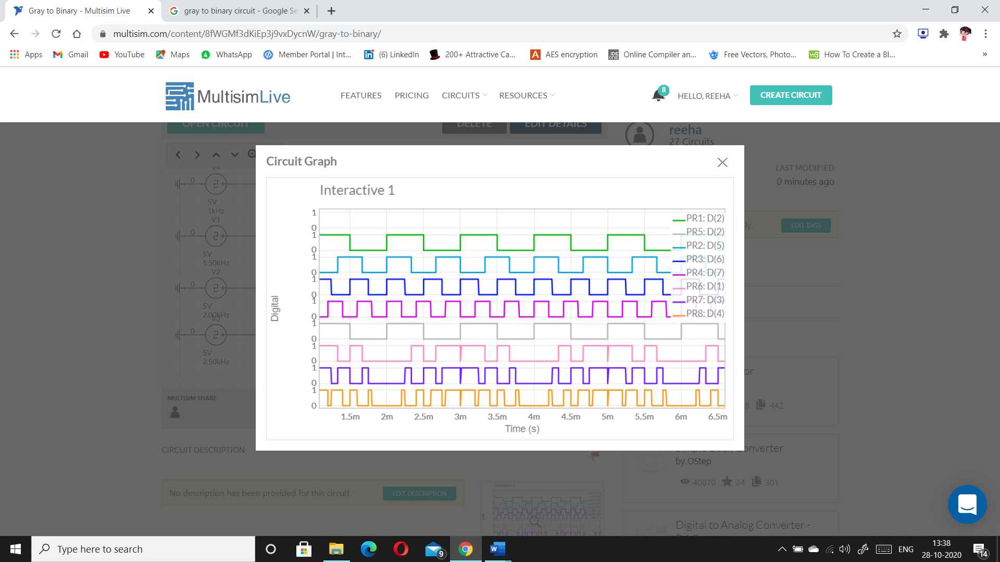 Gray to Binary - Multisim Live
gray to binary circuit - Google Se
multisim.com/content/8fWGMf3dKiEp3j9vxDycnW/gray-to-binary/
Apps
Gmail
YouTube
Maps
WhatsApp
Member Portal | Int...
(6) LinkedIn
200+ Attractive Ca...
AES encryption
Online Compiler an...
Free Vectors, Photo...
How To Create a Bl...
»
MultisimLive
FEATURES
PRICING
CIRCUITS
RESOURCES
8
HELLO, REEHA
CREATE CIRCUIT
OPEN CIRCUIT
DELETE
EDIT DETAILS
reeha
27 Circuits
LAST MODIFIED
0 minutes ago
ly.
EDIT TAGS
V4
0
5V
1kHz
V1
0
5V
1.50kHz
V2
0
5V
2.00kHz
V3
0
5V
2.50kHz
MULTISIM SHARE
Circuit Graph
Interactive 1
Digital
1
0
1
0
1
0
1
0
1
0
1
0
1
0
1
0
1
0
PR1: D(2)
PR5: D(2)
PR2: D(5)
PR3: D(6)
PR4: D(7)
PR6: D(1)
PR7: D(3)
PR8: D(4)
1.5m 2m 2.5m 3m 3.5m 4m 4.5m 5m 5.5m 6m 6.5m
Time (s)
or
8 442
CIRCUIT DESCRIPTION
No description has been provided for this circuit.
EDIT DESCRIPTION
Converter
by OStep
40070 24 301
Digital to Analog Converter -
Type here to search
9
ENG
13:38
28-10-2020
14